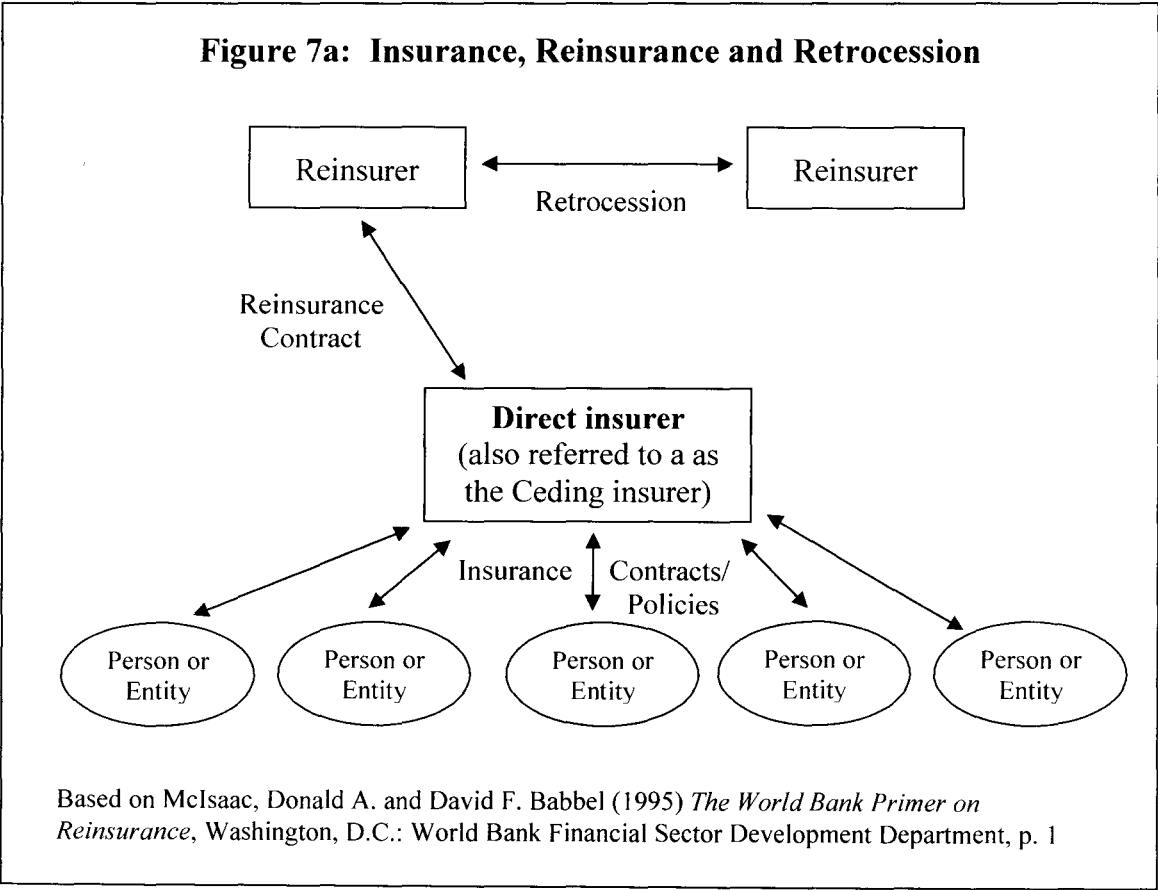 Figure 7a: Insurance, Reinsurance and Retrocession
Reinsurer
Reinsurer
Retrocession
Reinsurance
Contract
Direct insurer
(also referred to a as
the Ceding insurer)
Insurance
Contracts/
Policies
Person or
Entity
Person or
Entity
Person or
Entity
Person or
Entity
Person or
Entity
Based on McIsaac, Donald A. and David F. Babbel (1995) The World Bank Primer on
Reinsurance, Washington, D.C.: World Bank Financial Sector Development Department, p. 1